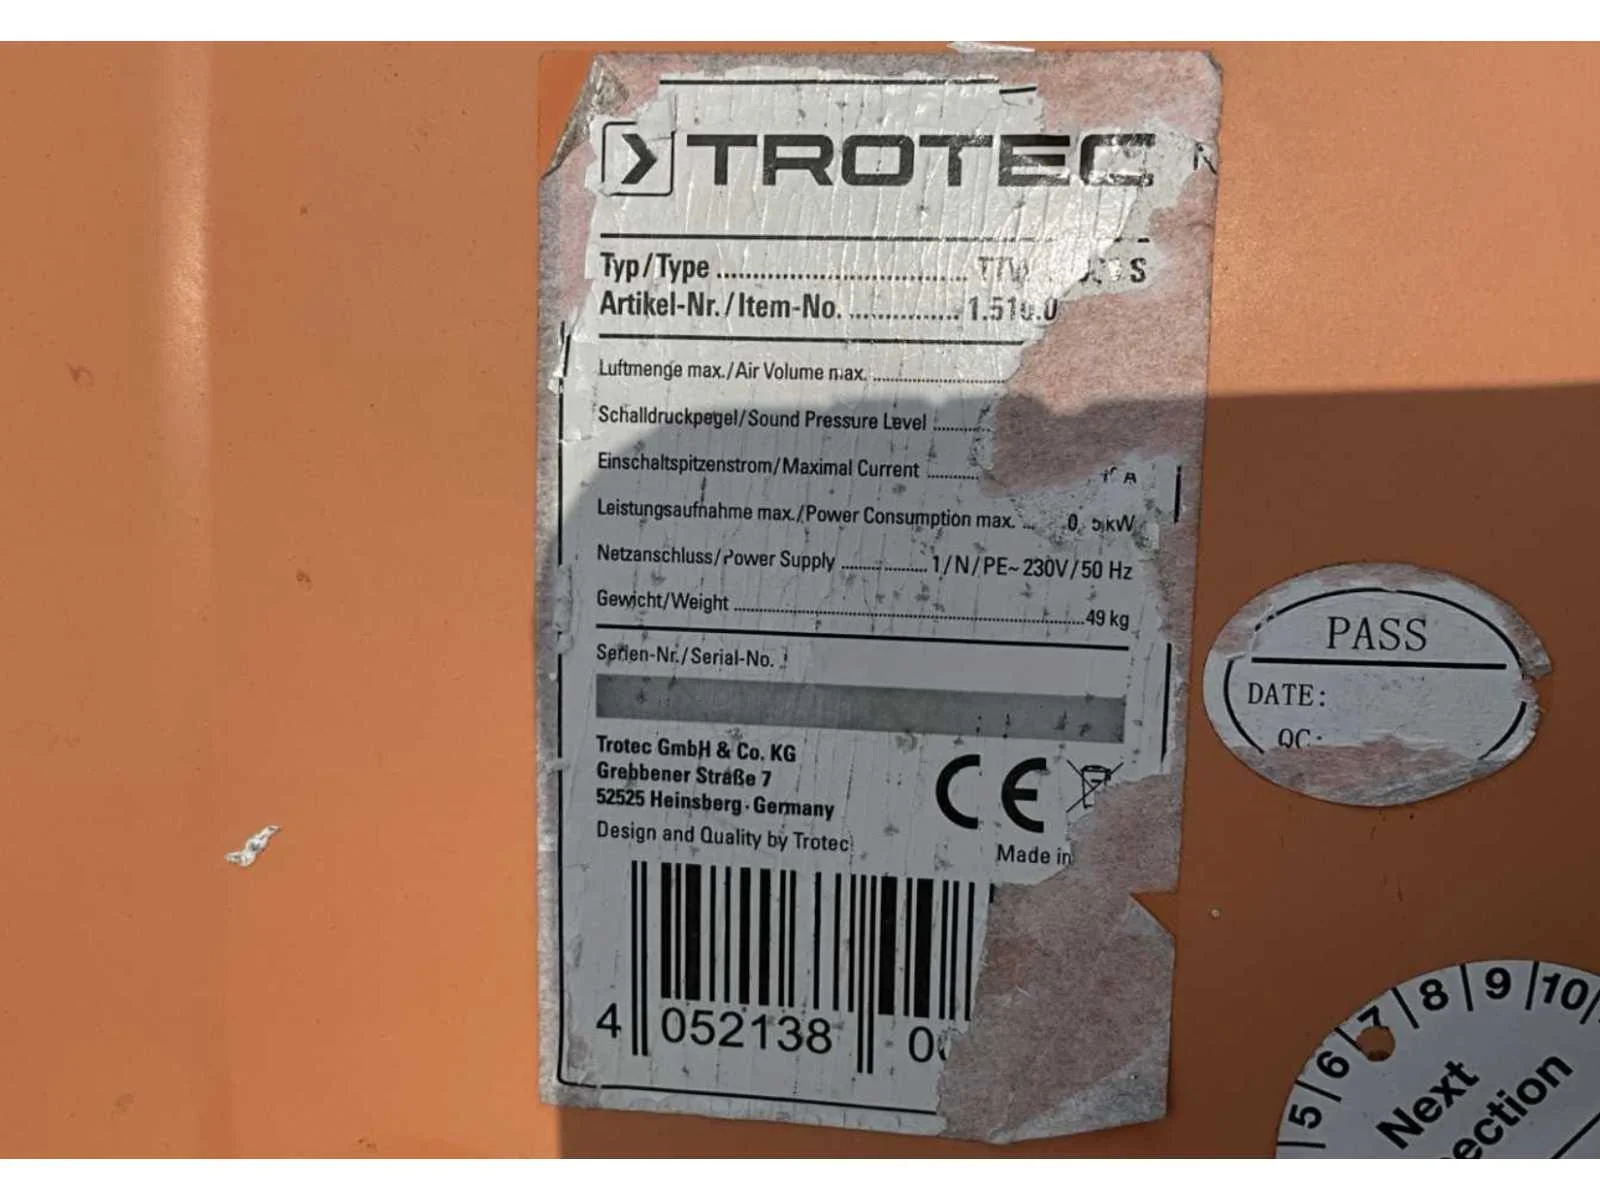 TROTEC
Typ/Type ............................... S
Artikel-Nr./Item-No. ..............
Luftmenge max./Air Volume max. ......................
Schalldruckpegel/Sound Pressure Level ..........
Einschaltspitzenstrom/Maximal Current .......... A
Leistungsaufnahme max./Power Consumption max. ... kW
Netzanschluss/Power Supply ................ 1/N/PE~230V/50 Hz
Gewicht/Weight ..........................................................49 kg
Serien-Nr./Serial-No.
Trotec GmbH & Co. KG
Grebbener Straße 7
52525 Heinsberg · Germany
Design and Quality by Trotec
CE
Made in
4 052138
PASS
DATE:
QC:
5 6 7 8 9 10
Next